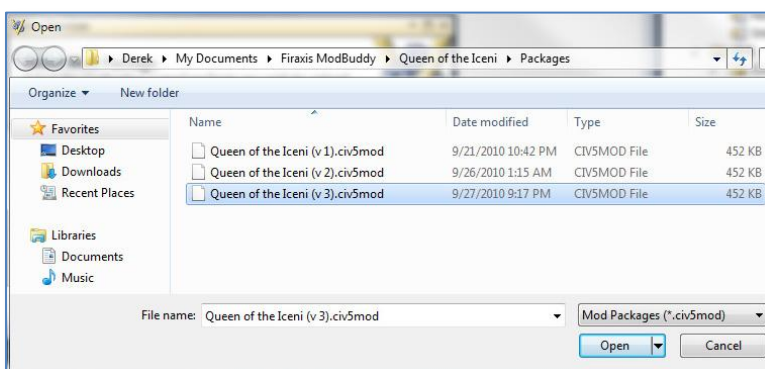 Open
Derek ▸ My Documents ▸ Firaxis ModBuddy ▸ Queen of the Iceni ▸ Packages
Organize ▾ New folder
Favorites
Desktop
Downloads
Recent Places
Libraries
Documents
Music
Name Date modified Type Size
Queen of the Iceni (v 1).civ5mod 9/21/2010 10:42 PM CIV5MOD File 452 KB
Queen of the Iceni (v 2).civ5mod 9/26/2010 1:15 AM CIV5MOD File 452 KB
Queen of the Iceni (v 3).civ5mod 9/27/2010 9:17 PM CIV5MOD File 452 KB
File name: Queen of the Iceni (v 3).civ5mod Mod Packages (*.civ5mod)
Open Cancel